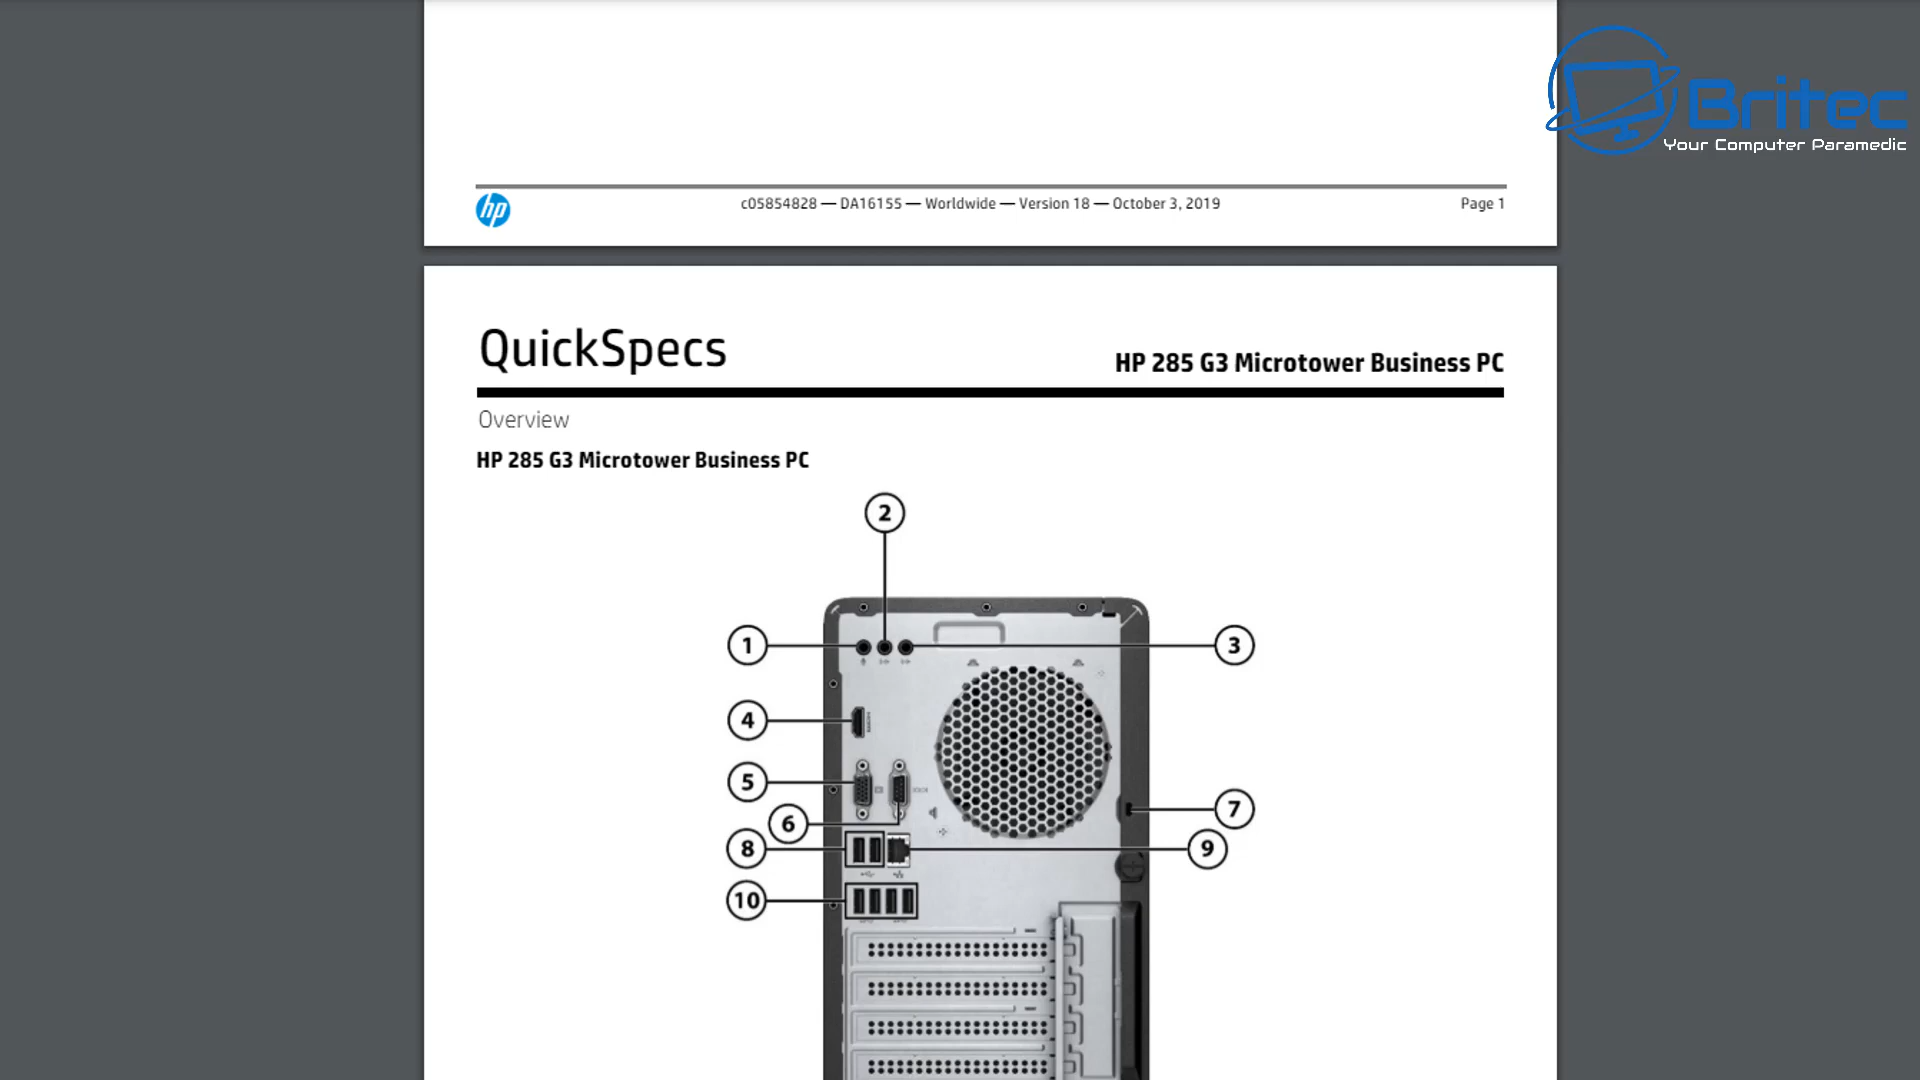 Britec
Your Computer Paramedic
hp
c05854828 — DA16155 — Worldwide — Version 18 — October 3, 2019
Page 1
QuickSpecs
HP 285 G3 Microtower Business PC
Overview
HP 285 G3 Microtower Business PC
2
1
3
4
5
6
7
8
9
10